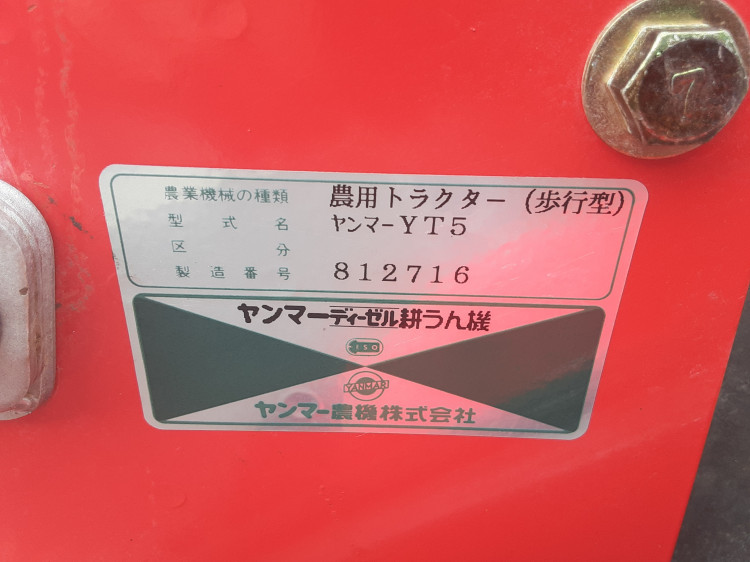 農業機械の種類 農用トラクター(歩行型)
型式名 ヤンマーYT5
区分
製造番号 812716
ヤンマーディーゼル耕うん機
ISO
YANMAR
ヤンマー農機株式会社
7